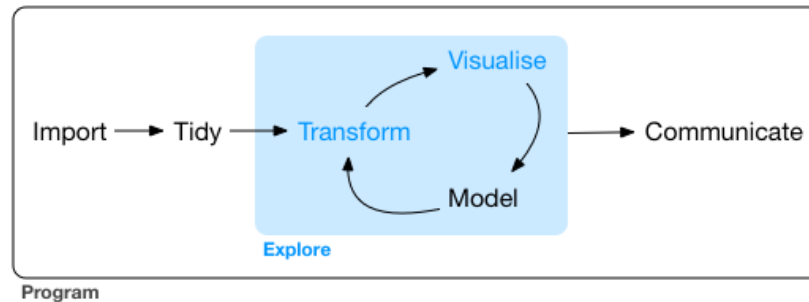 Visualise
Import
Tidy
Transform
Communicate
Model
Explore
Program